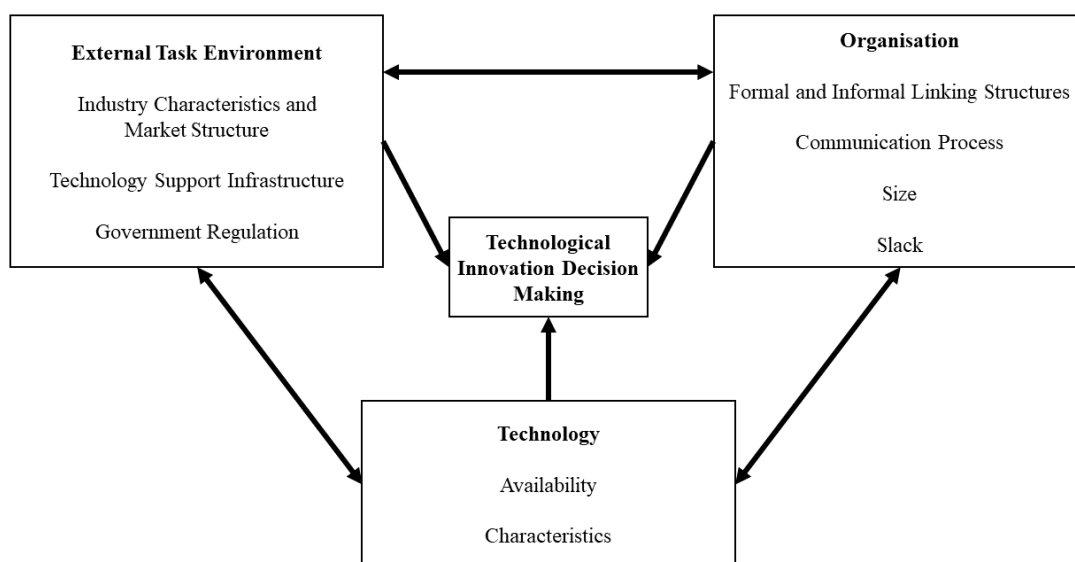 External Task Environment
Industry Characteristics and
Market Structure
Technology Support Infrastructure
Government Regulation
Organisation
Formal and Informal Linking Structures
Communication Process
Size
Slack
Technological
Innovation Decision
Making
Technology
Availability
Characteristics